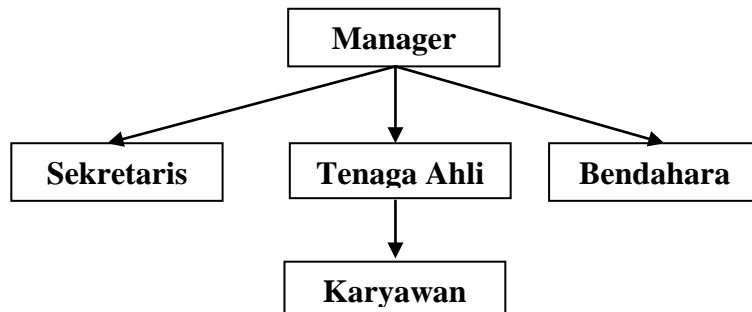 Manager
Sekretaris
Tenaga Ahli
Bendahara
Karyawan